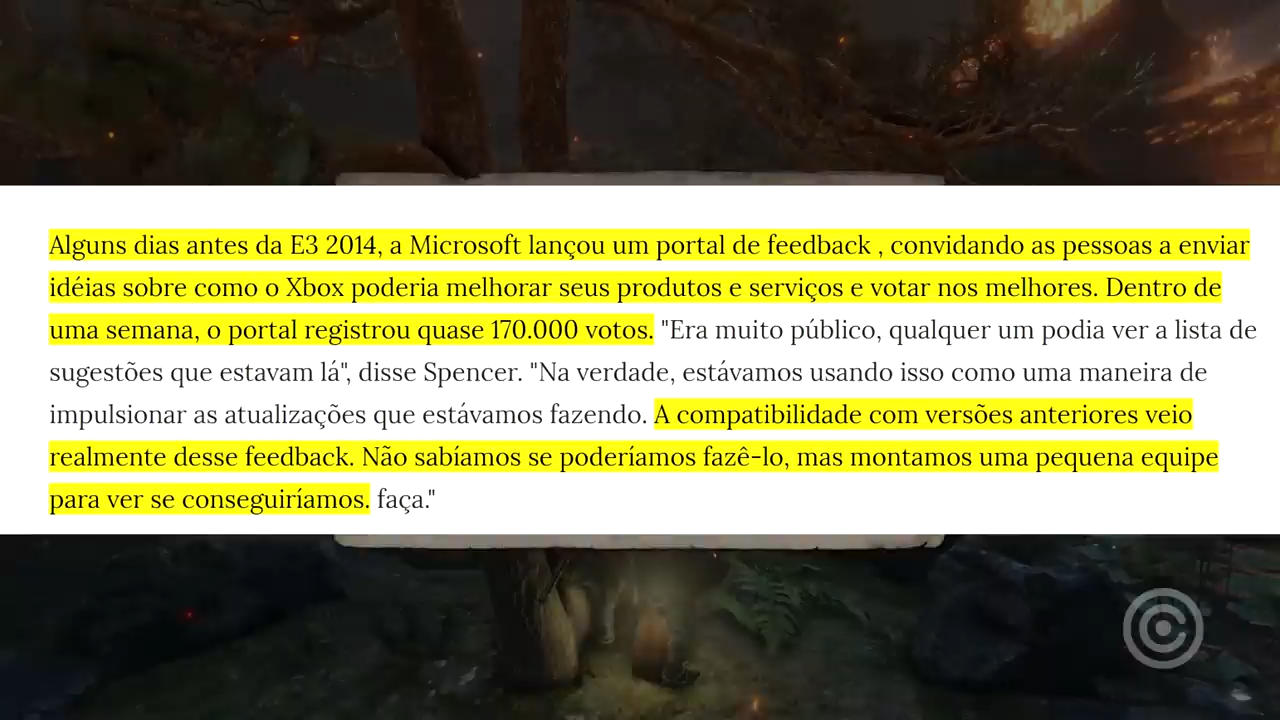 Alguns dias antes da E3 2014, a Microsoft lançou um portal de feedback , convidando as pessoas a enviar
idéias sobre como o Xbox poderia melhorar seus produtos e serviços e votar nos melhores. Dentro de
uma semana, o portal registrou quase 170.000 votos. "Era muito público, qualquer um podia ver a lista de
sugestões que estavam lá", disse Spencer. "Na verdade, estávamos usando isso como uma maneira de
impulsionar as atualizações que estávamos fazendo. A compatibilidade com versões anteriores veio
realmente desse feedback. Não sabíamos se poderíamos fazê-lo, mas montamos uma pequena equipe
para ver se conseguiríamos. faça."